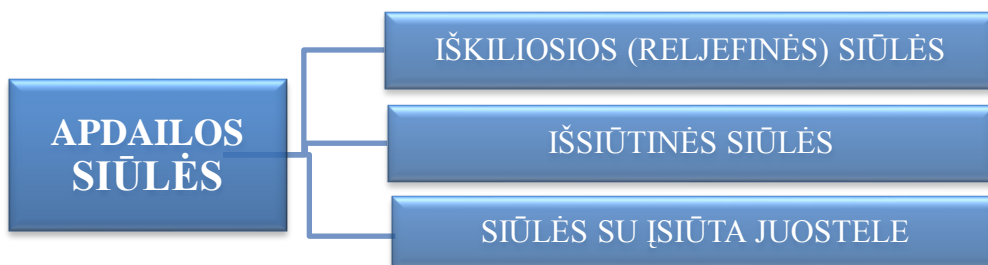 APDAILOS
SIŪLĖS
IŠKILIOSIOS (RELJEFINĖS) SIŪLĖS
IŠSIŪTINĖS SIŪLĖS
SIŪLĖS SU ĮSIŪTA JUOSTELE